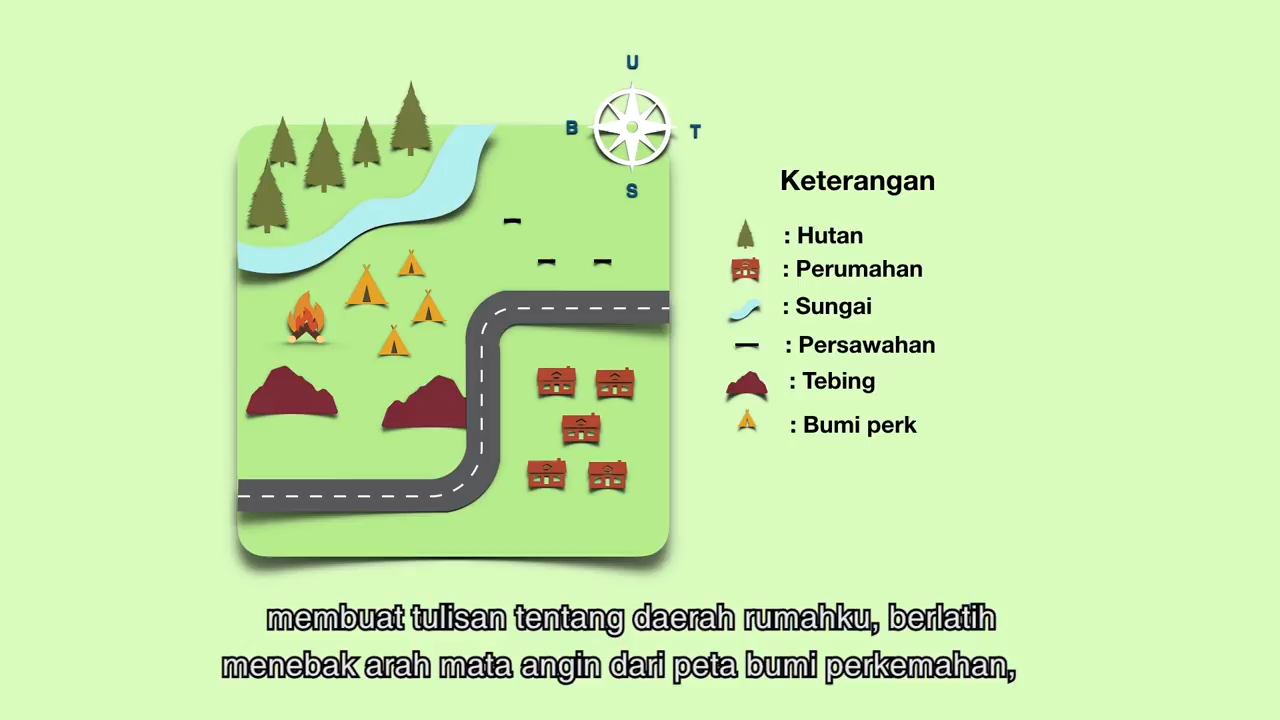 U
B
T
S
Keterangan
: Hutan
: Perumahan
: Sungai
: Persawahan
: Tebing
: Bumi perk
membuat tulisan tentang daerah rumahku, berlatih
menebak arah mata angin dari peta bumi perkemahan,